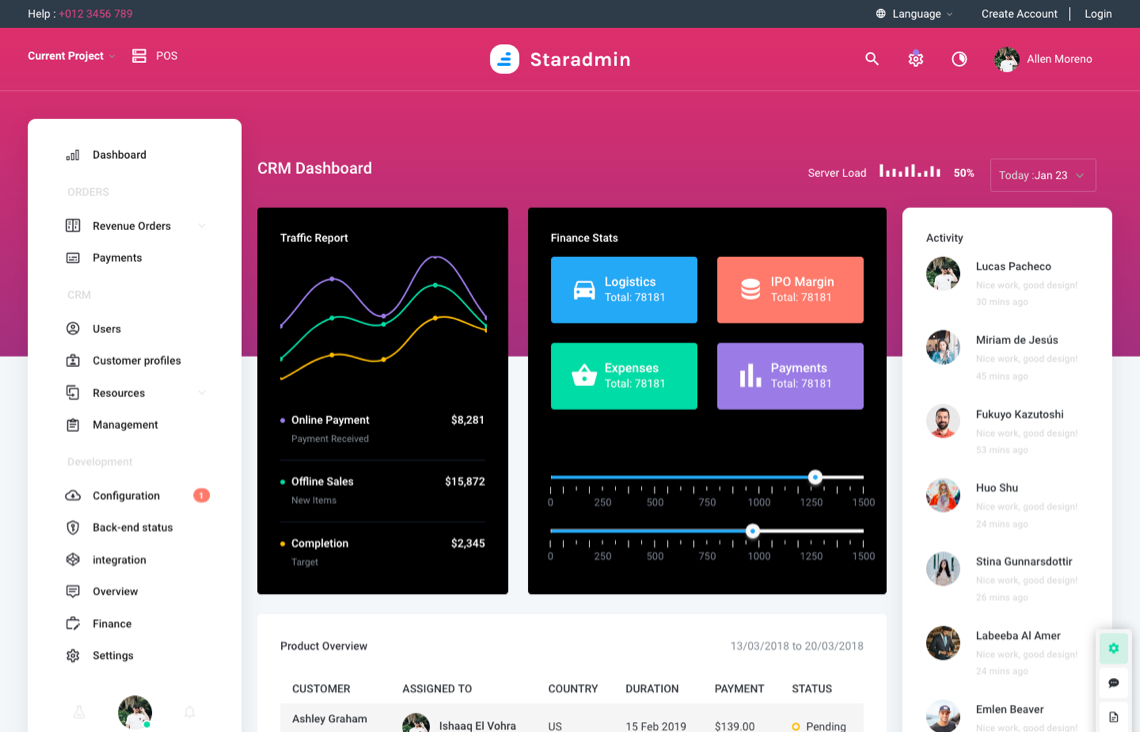 Help : +012 3456 789
Language
Create Account
Login
Current Project
POS
Staradmin
Allen Moreno
Dashboard
ORDERS
Revenue Orders
Payments
CRM
Users
Customer profiles
Resources
Management
Development
Configuration
1
Back-end status
integration
Overview
Finance
Settings
CRM Dashboard
Server Load
50%
Today :Jan 23
Traffic Report
Online Payment
$8,281
Payment Received
Offline Sales
$15,872
New Items
Completion
$2,345
Target
Finance Stats
Logistics
Total: 78181
IPO Margin
Total: 78181
Expenses
Total: 78181
Payments
Total: 78181
0 250 500 750 1000 1250 1500
0 250 500 750 1000 1250 1500
Activity
Lucas Pacheco
Nice work, good design!
30 mins ago
Miriam de Jesús
Nice work, good design!
45 mins ago
Fukuyo Kazutoshi
Nice work, good design!
53 mins ago
Huo Shu
Nice work, good design!
24 mins ago
Stina Gunnarsdottir
Nice work, good design!
26 mins ago
Labeeba Al Amer
Nice work, good design!
24 mins ago
Emlen Beaver
Nice work, good design!
Product Overview
13/03/2018 to 20/03/2018
CUSTOMER ASSIGNED TO COUNTRY DURATION PAYMENT STATUS
Ashley Graham
Ishaaq El Vohra US 15 Feb 2019 $139.00 Pending